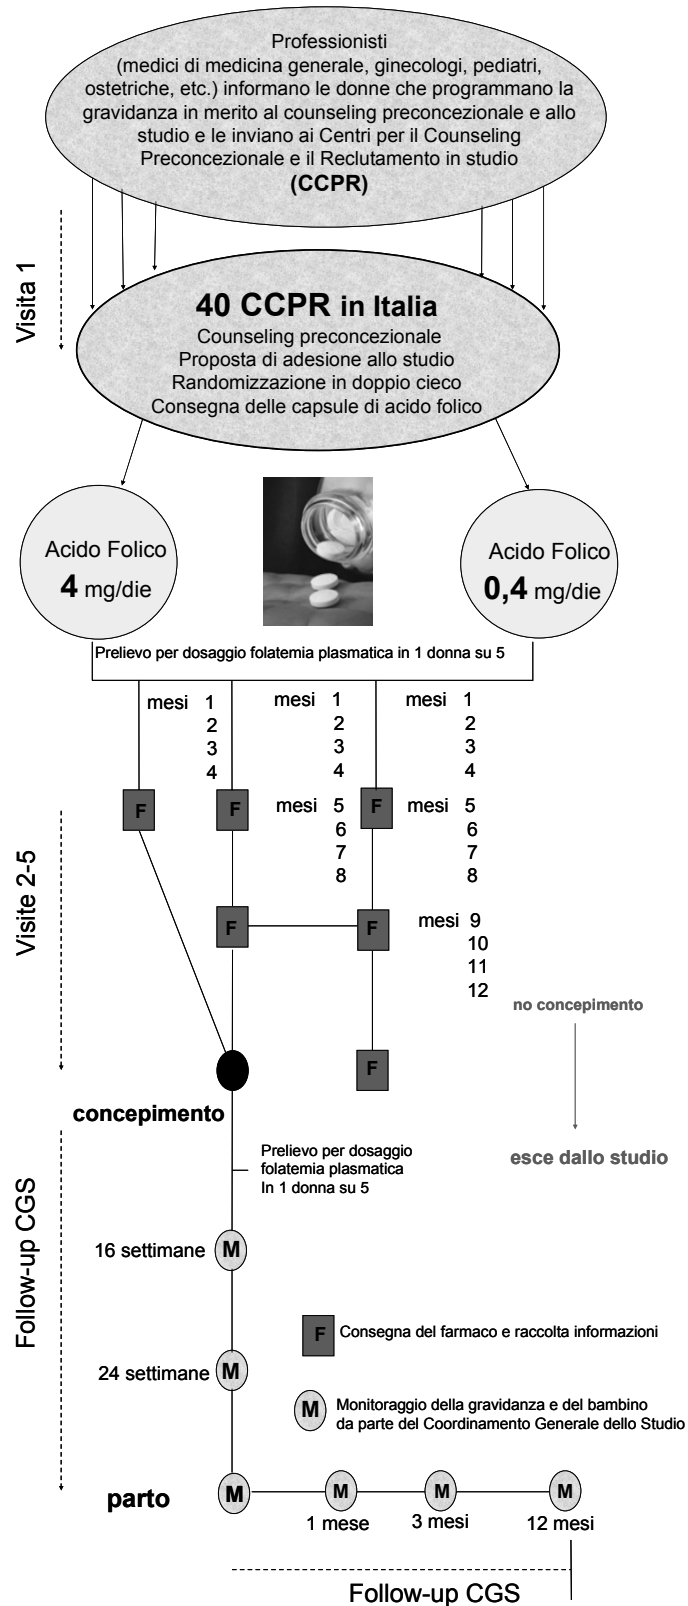 Professionisti
(medici di medicina generale, ginecologi, pediatri,
ostetriche, etc.) informano le donne che programmano la
gravidanza in merito al counseling preconcezionale e allo
studio e le inviano ai Centri per il Counseling
Preconcezionale e il Reclutamento in studio
(CCPR)
Visita 1
40 CCPR in Italia
Counseling preconcezionale
Proposta di adesione allo studio
Randomizzazione in doppio cieco
Consegna delle capsule di acido folico
Acido Folico
4 mg/die
Acido Folico
0,4 mg/die
Prelievo per dosaggio folatemia plasmatica in 1 donna su 5
mesi 1
2
3
4
mesi 1
2
3
4
mesi 1
2
3
4
F
F
mesi 5
6
7
8
F
mesi 5
6
7
8
Visite 2-5
F
F
mesi 9
10
11
12
no concepimento
F
concepimento
esce dallo studio
Prelievo per dosaggio
folatemia plasmatica
In 1 donna su 5
Follow-up CGS
16 settimane
M
F
Consegna del farmaco e raccolta informazioni
24 settimane
M
M
Monitoraggio della gravidanza e del bambino
da parte del Coordinamento Generale dello Studio
parto
M
M
M
M
1 mese
3 mesi
12 mesi
Follow-up CGS